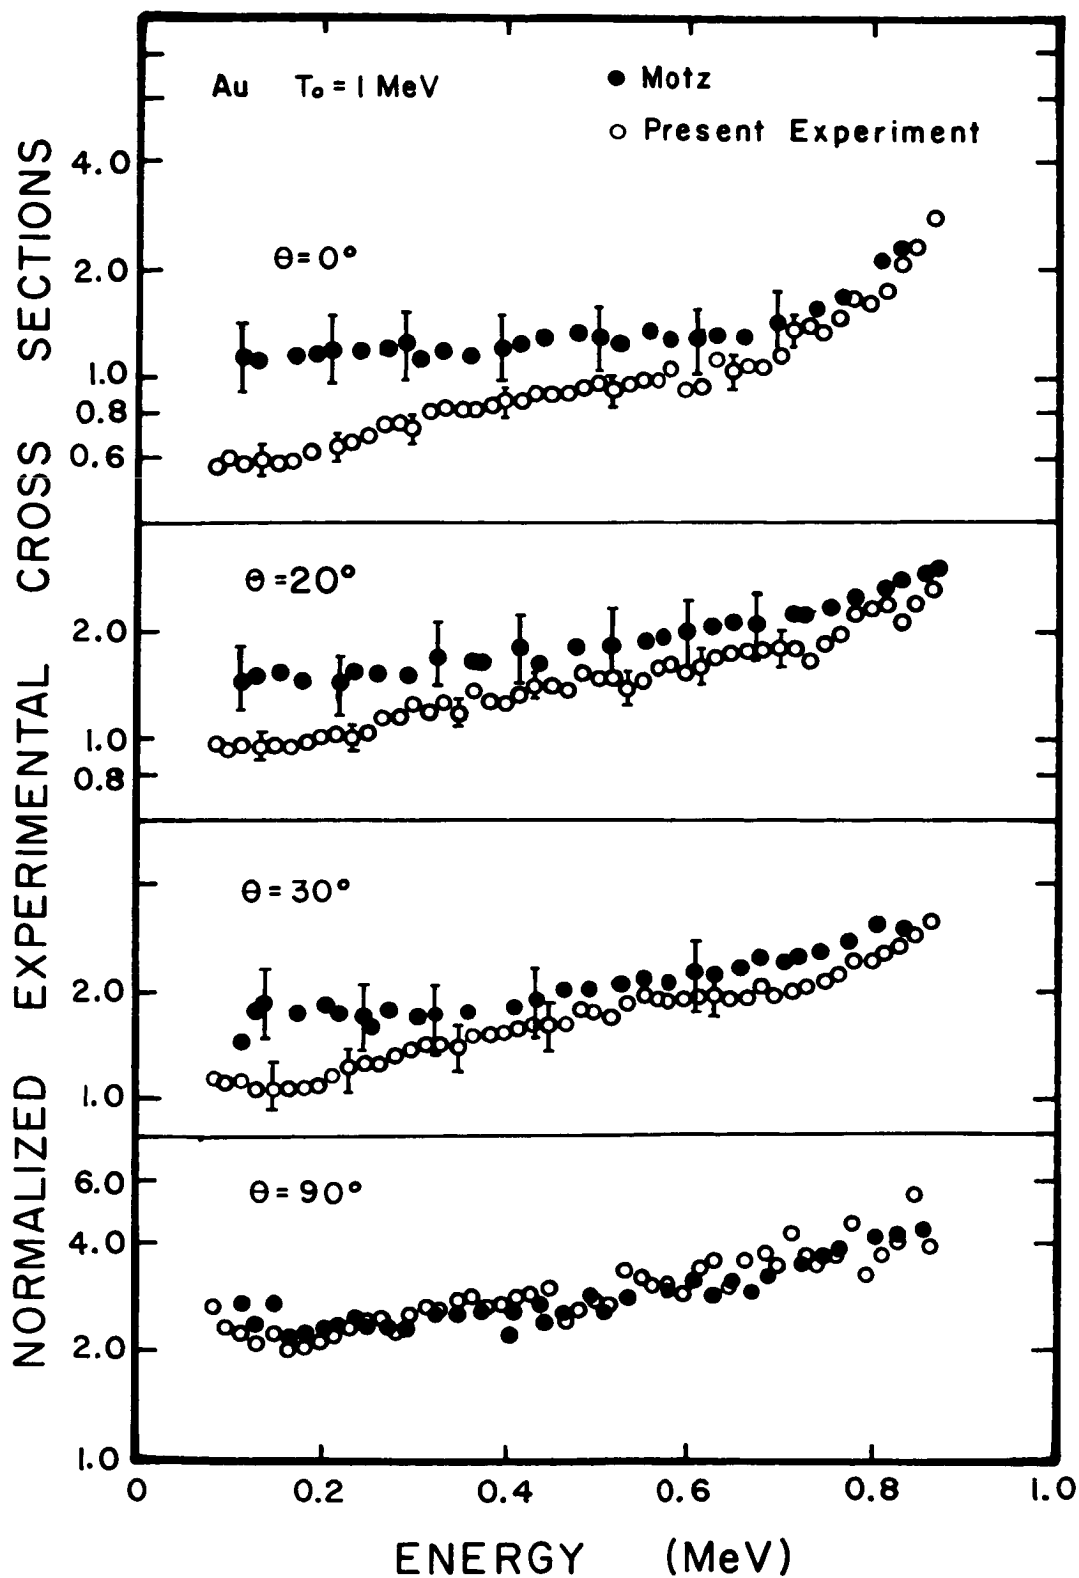 Au T₀ = 1 MeV
● Motz
○ Present Experiment
NORMALIZED EXPERIMENTAL CROSS SECTIONS
4.0
θ = 0°
2.0
1.0
0.8
0.6
θ = 20°
2.0
1.0
0.8
θ = 30°
2.0
1.0
6.0
θ = 90°
4.0
2.0
1.0
0 0.2 0.4 0.6 0.8 1.0
ENERGY (MeV)